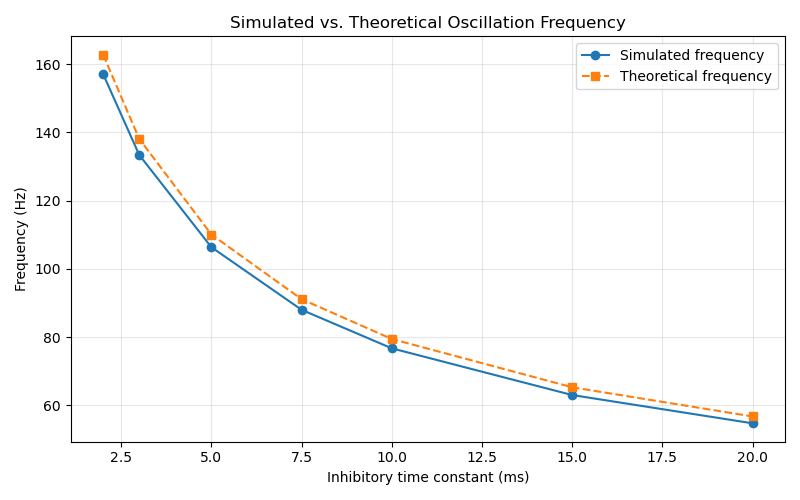 Simulated vs. Theoretical Oscillation Frequency
Simulated frequency
Theoretical frequency
Frequency (Hz)
160
140
120
100
80
60
2.5 5.0 7.5 10.0 12.5 15.0 17.5 20.0
Inhibitory time constant (ms)